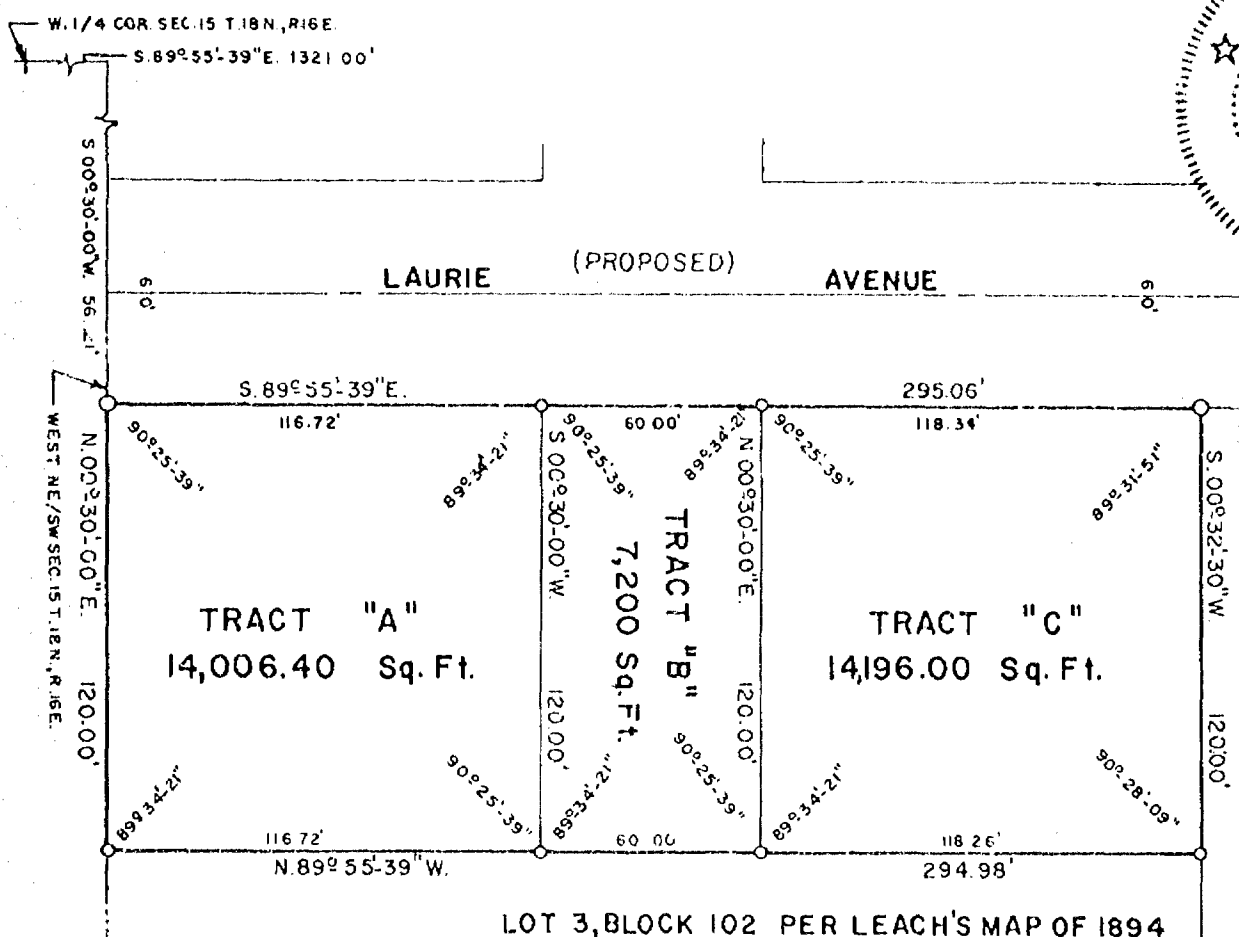 W. 1/4 COR. SEC. 15 T.18N., R16E.
S.89°-55'-39"E. 1321.00'
S 00°-30'-00"W.
(PROPOSED)
LAURIE AVENUE
60'
60'
S. 89°-55'-39"E.
295.06'
116.72'
60.00'
118.34'
WEST NE/SW SEC. 15 T.18N., R.16E.
N.00°-30'-00"E. 120.00'
90°25'-39"
89°-34'-21"
S 00°30'-00"W. 120.00'
90°-25'-39"
89°34'-21"
N 00°30'-00"E. 120.00'
90°-25'-39"
89°-31'-51"
S.00°-32'-30"W. 120.00'
TRACT "A"
14,006.40 Sq. Ft.
TRACT "B"
7,200 Sq. Ft.
TRACT "C"
14,196.00 Sq. Ft.
89°34'-21"
90°25'-39"
89°34'-21"
90°25'-39"
89°34'-21"
90°-28'-09"
116.72'
60.00
118.26'
N.89°55'-39"W.
294.98'
LOT 3, BLOCK 102 PER LEACH'S MAP OF 1894